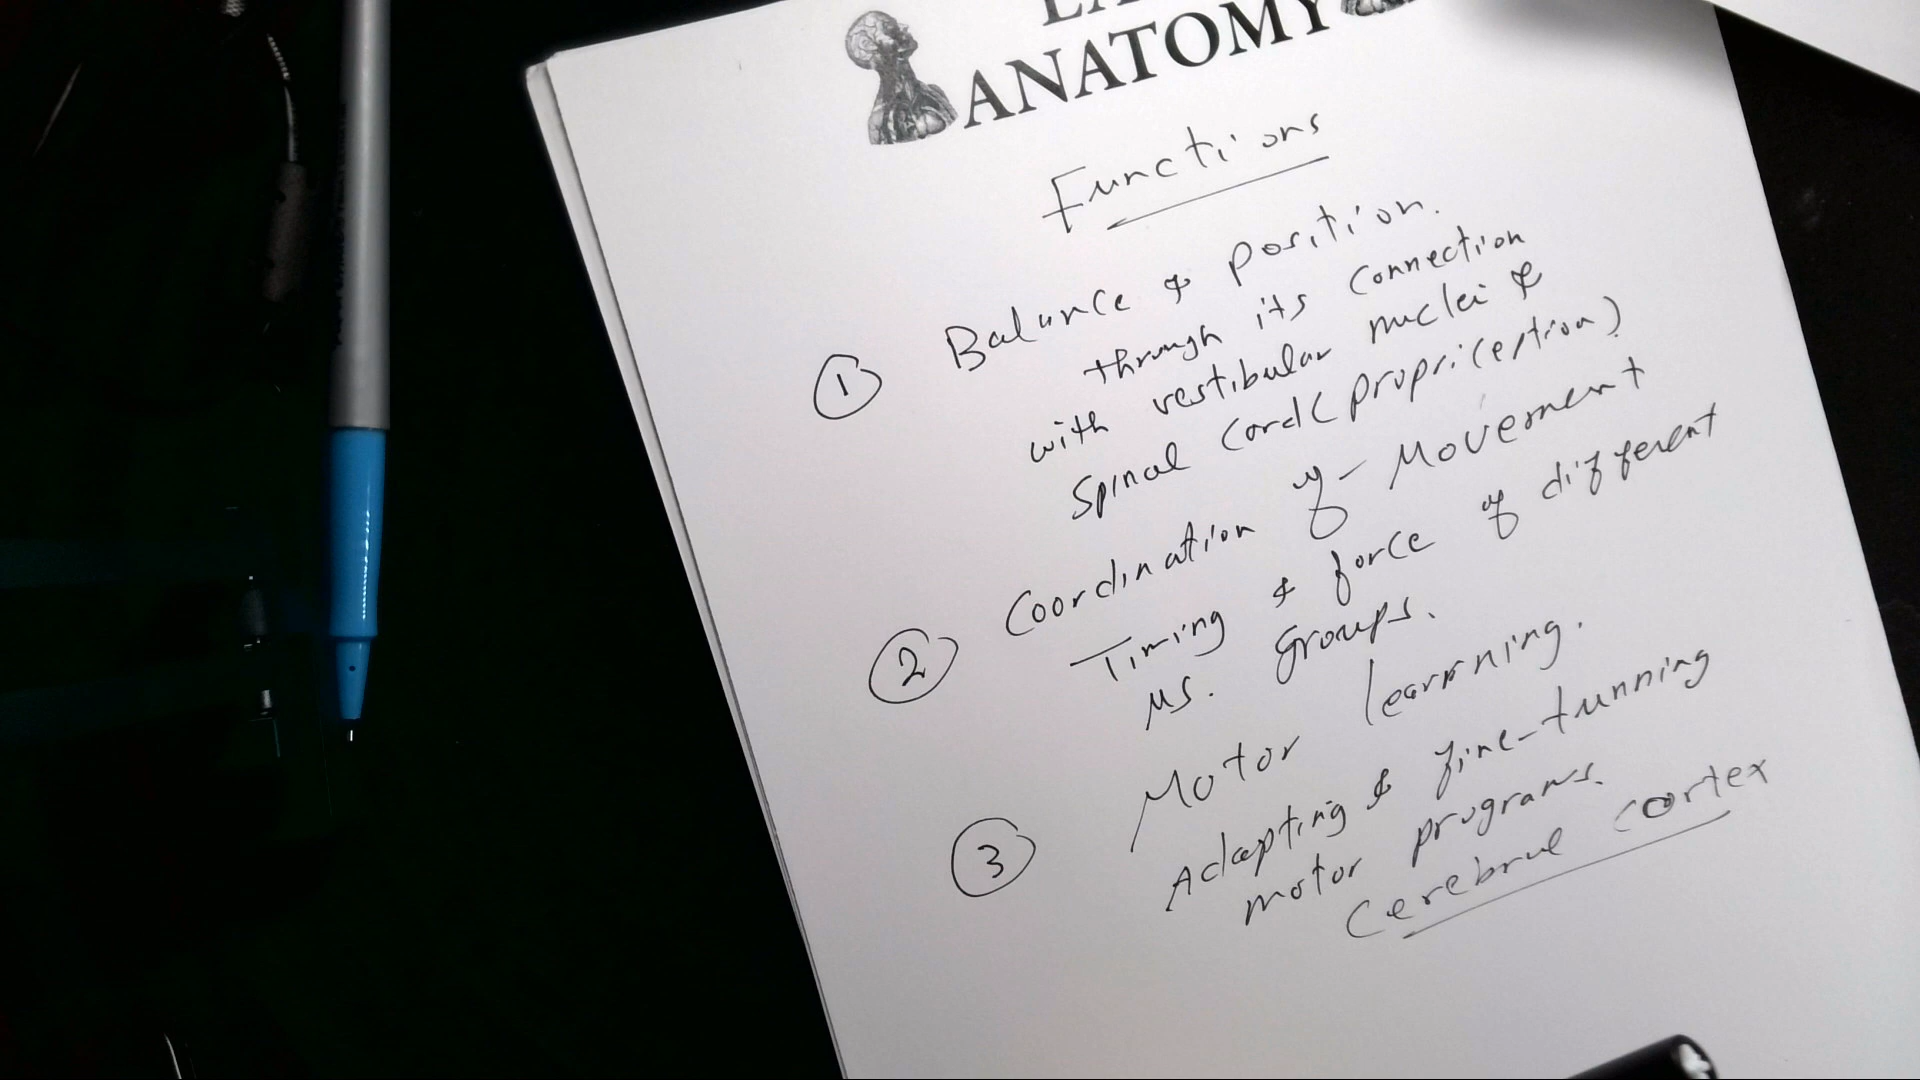 ANATOMY
Functions
① Balance & position.
through its connection
with vestibular nuclei &
Spinal Cord (propriception)
② Coordination of Movement
Timing & force of different
Ms. groups.
③ Motor learning.
Adapting & fine-tunning
motor programs.
Cerebral cortex